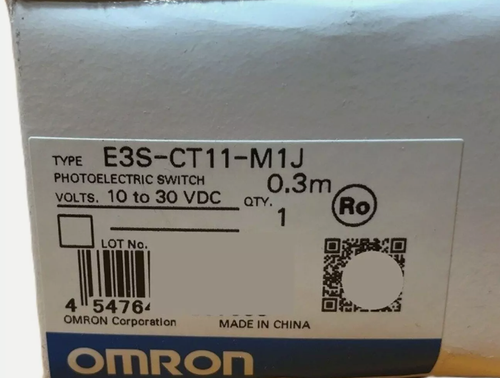 TYPE E3S-CT11-M1J
PHOTOELECTRIC SWITCH 0.3m
VOLTS. 10 to 30 VDC QTY. 1
Ro
LOT No.
4 54764
OMRON Corporation MADE IN CHINA
OMRON